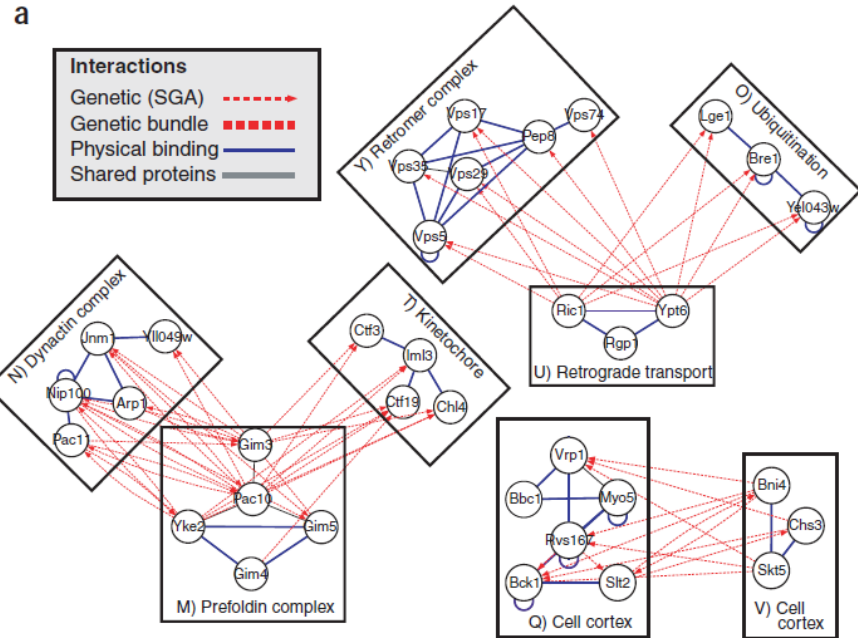 a
Interactions
Genetic (SGA)
Genetic bundle
Physical binding
Shared proteins
Y) Retromer complex
Vps17
Vps74
Pep8
Vps35
Vps29
Vps5
O) Ubiquitination
Lge1
Bre1
Yel043w
Ric1
Ypt6
Rgp1
U) Retrograde transport
N) Dynactin complex
Jnm1
Yll049w
Nip100
Arp1
Pac11
T) Kinetochore
Ctf3
Iml3
Ctf19
Chl4
Gim3
Pac10
Yke2
Gim5
Gim4
M) Prefoldin complex
Vrp1
Bbc1
Myo5
Rvs167
Bck1
Slt2
Q) Cell cortex
Bni4
Chs3
Skt5
V) Cell
cortex